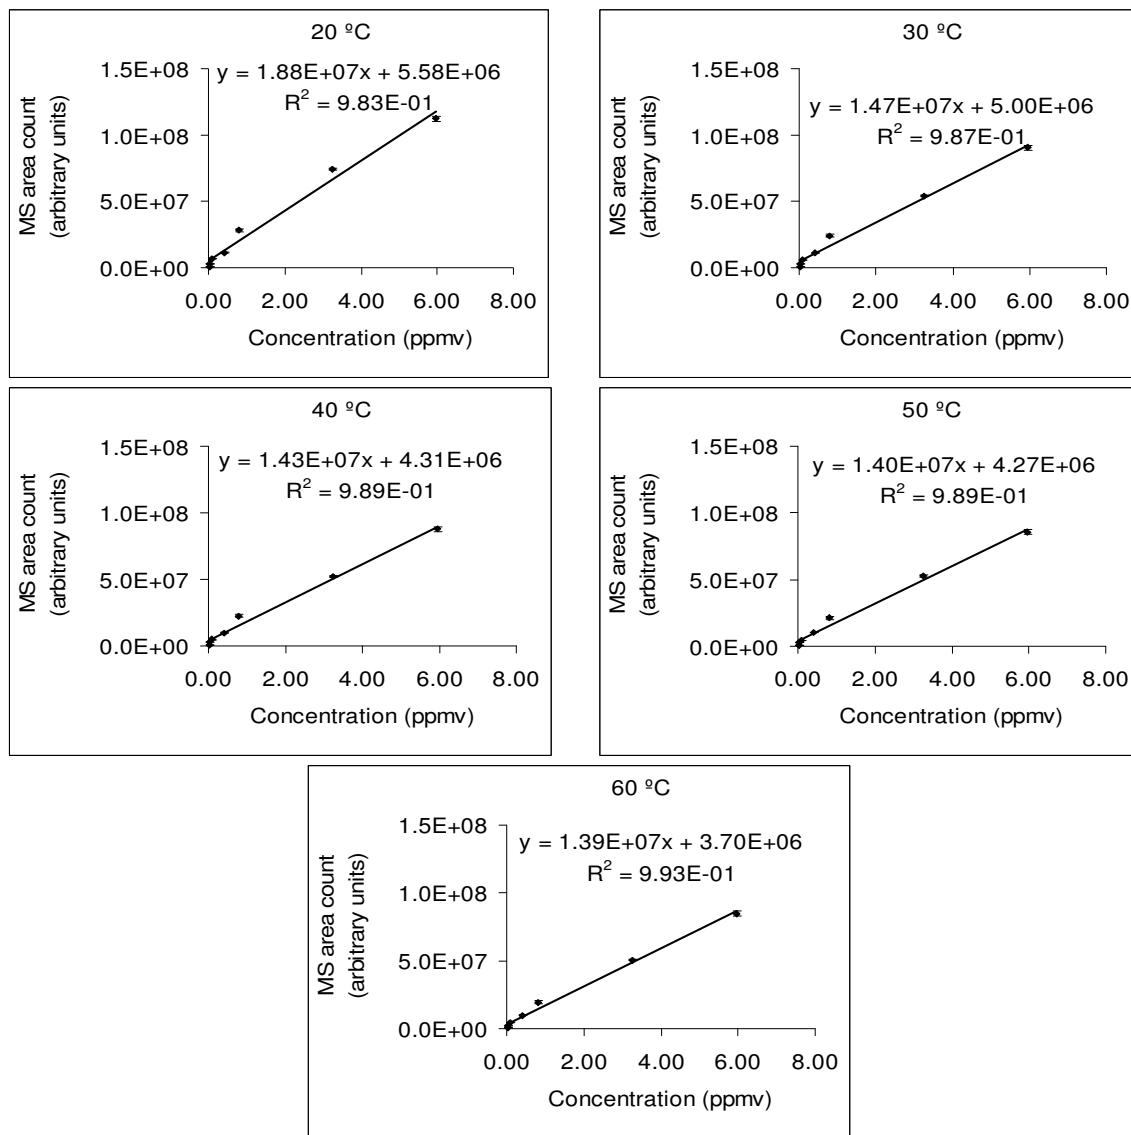 20 ºC
y = 1.88E+07x + 5.58E+06
R² = 9.83E-01
MS area count
(arbitrary units)
1.5E+08
1.0E+08
5.0E+07
0.0E+00
0.00 2.00 4.00 6.00 8.00
Concentration (ppmv)
30 ºC
y = 1.47E+07x + 5.00E+06
R² = 9.87E-01
MS area count
(arbitrary units)
1.5E+08
1.0E+08
5.0E+07
0.0E+00
0.00 2.00 4.00 6.00 8.00
Concentration (ppmv)
40 ºC
y = 1.43E+07x + 4.31E+06
R² = 9.89E-01
MS area count
(arbitrary units)
1.5E+08
1.0E+08
5.0E+07
0.0E+00
0.00 2.00 4.00 6.00 8.00
Concentration (ppmv)
50 ºC
y = 1.40E+07x + 4.27E+06
R² = 9.89E-01
MS area count
(arbitrary units)
1.5E+08
1.0E+08
5.0E+07
0.0E+00
0.00 2.00 4.00 6.00 8.00
Concentration (ppmv)
60 ºC
y = 1.39E+07x + 3.70E+06
R² = 9.93E-01
MS area count
(arbitrary units)
1.5E+08
1.0E+08
5.0E+07
0.0E+00
0.00 2.00 4.00 6.00 8.00
Concentration (ppmv)